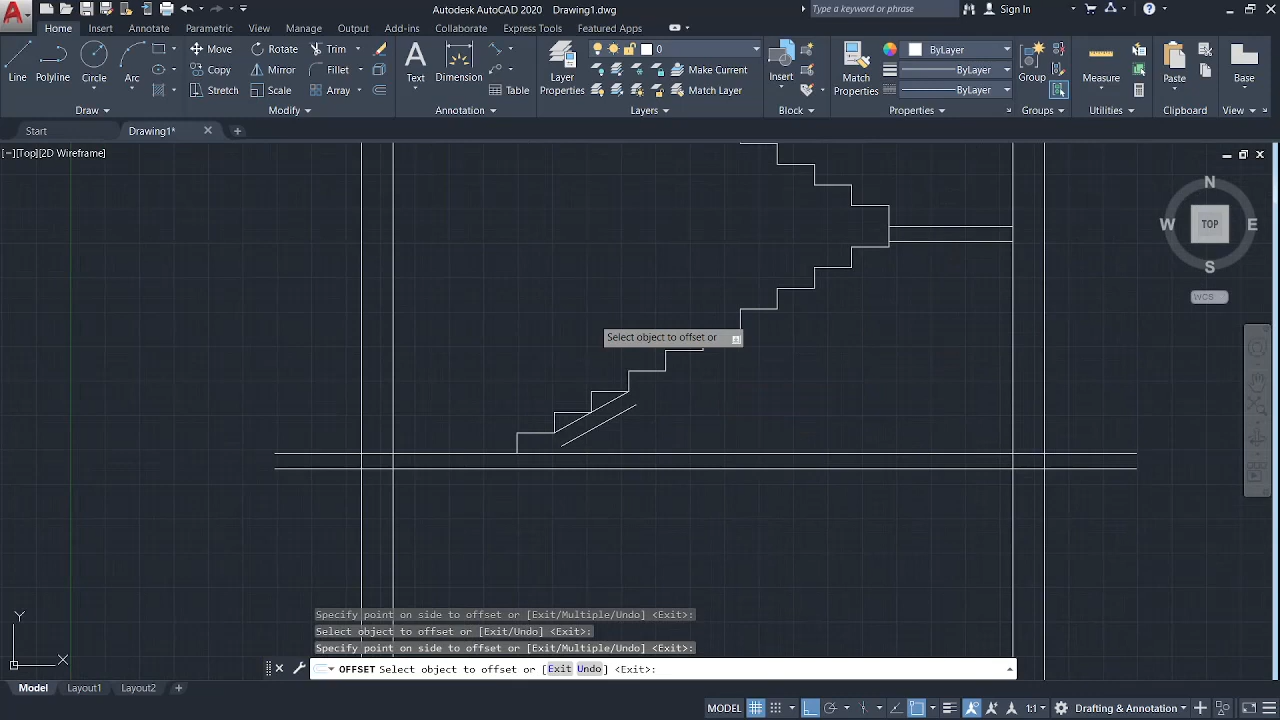 Autodesk AutoCAD 2020 Drawing1.dwg
Type a keyword or phrase
Sign In
Home Insert Annotate Parametric View Manage Output Add-ins Collaborate Express Tools Featured Apps
Line Polyline Circle Arc
Move Rotate Trim
Copy Mirror Fillet
Stretch Scale Array
Text Dimension Table
Layer Properties
0
Make Current
Match Layer
Insert
Match Properties
ByLayer
ByLayer
ByLayer
Group Measure Paste Base
Draw Modify Annotation Layers Block Properties Groups Utilities Clipboard View
Start Drawing1*
[−][Top][2D Wireframe]
N
W TOP E
S
WCS
Select object to offset or
Y
X
Specify point on side to offset or [Exit/Multiple/Undo] <Exit>:
Select object to offset or [Exit/Undo] <Exit>:
Specify point on side to offset or [Exit/Multiple/Undo] <Exit>:
OFFSET Select object to offset or [Exit Undo] <Exit>:
Model Layout1 Layout2
MODEL 1:1 Drafting & Annotation